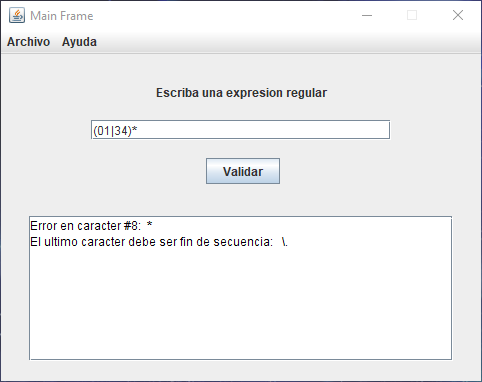 Main Frame
Archivo Ayuda
Escriba una expresion regular
(01|34)*
Validar
Error en caracter #8: *
El ultimo caracter debe ser fin de secuencia: \.